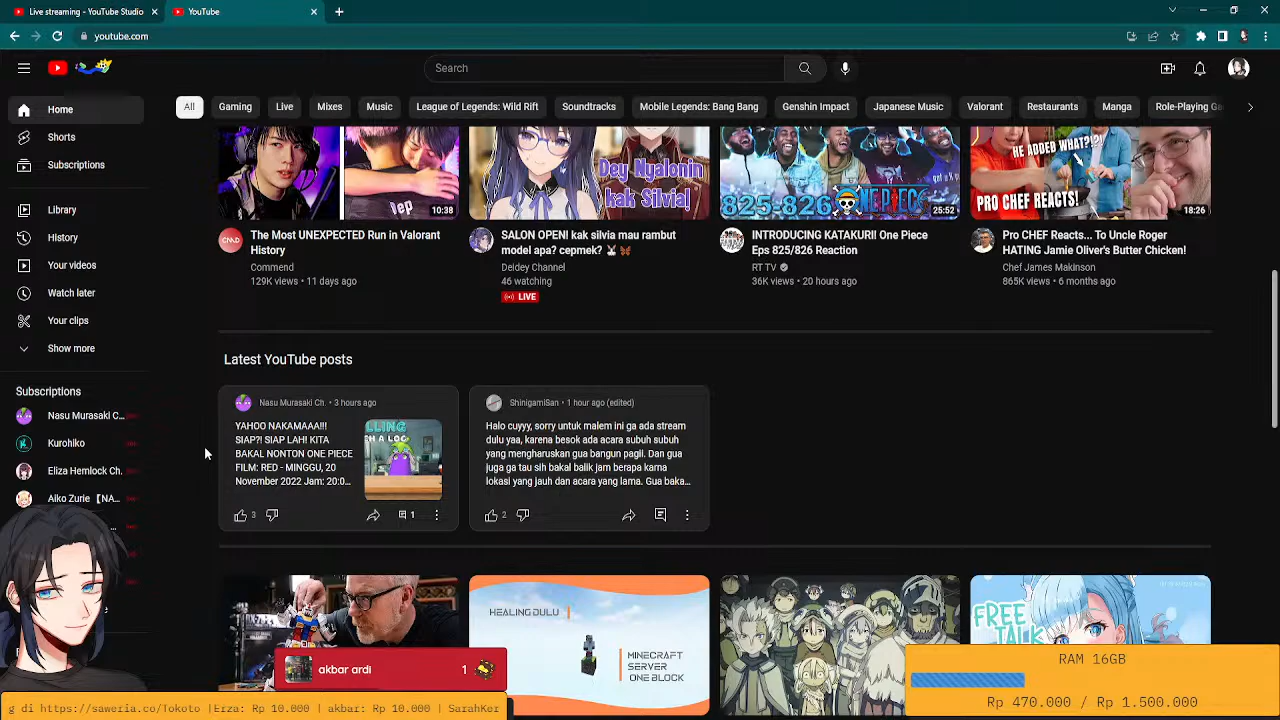 Live streaming - YouTube Studio
YouTube
youtube.com
Search
Home
Shorts
Subscriptions
Library
History
Your videos
Watch later
Your clips
Show more
Subscriptions
Nasu Murasaki C...
Kurohiko
Eliza Hemlock Ch.
Aiko Zurie【NA...
All
Gaming
Live
Mixes
Music
League of Legends: Wild Rift
Soundtracks
Mobile Legends: Bang Bang
Genshin Impact
Japanese Music
Valorant
Restaurants
Manga
Role-Playing Ga
10:38
The Most UNEXPECTED Run in Valorant
History
Commend
129K views • 11 days ago
Dey Nyalonin
kak Silvia!
SALON OPEN! kak silvia mau rambut
model apa? cepmek?
Deidey Channel
46 watching
LIVE
825-826 ONE PIECE
25:52
INTRODUCING KATAKURI! One Piece
Eps 825/826 Reaction
RT TV
36K views • 20 hours ago
HE ADDED WHAT?!?!
PRO CHEF REACTS!
18:26
Pro CHEF Reacts... To Uncle Roger
HATING Jamie Oliver's Butter Chicken!
Chef James Makinson
865K views • 6 months ago
Latest YouTube posts
Nasu Murasaki Ch. • 3 hours ago
YAHOO NAKAMAAA!!!
SIAP?! SIAP LAH! KITA
BAKAL NONTON ONE PIECE
FILM: RED - MINGGU, 20
November 2022 Jam: 20:0...
3
1
ShinigamiSan • 1 hour ago (edited)
Halo cuyyy, sorry untuk malem ini ga ada stream
dulu yaa, karena besok ada acara subuh subuh
yang mengharuskan gua bangun pagiI. Dan gua
juga ga tau sih bakal balik jam berapa karna
lokasi yang jauh dan acara yang lama. Gua baka...
2
HEALING DULU
MINECRAFT
SERVER
ONE BLOCK
FREE
TALK
akbar ardi
1
RAM 16GB
Rp 470.000 / Rp 1.500.000
g di https://saweria.co/Tokoto |Erza: Rp 10.000 | akbar: Rp 10.000 | SarahKer